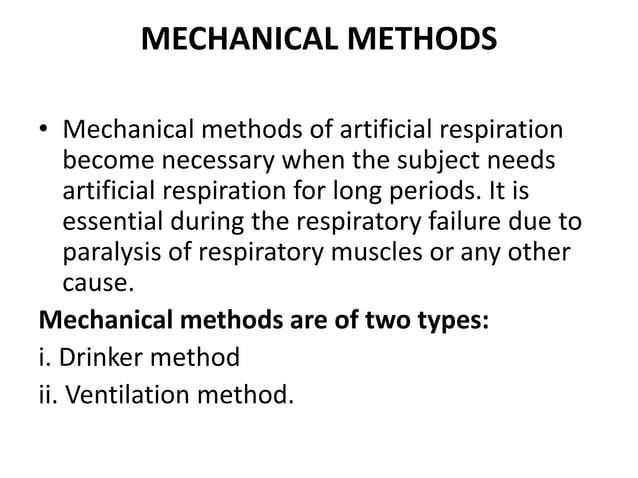 MECHANICAL METHODS
• Mechanical methods of artificial respiration
become necessary when the subject needs
artificial respiration for long periods. It is
essential during the respiratory failure due to
paralysis of respiratory muscles or any other
cause.
Mechanical methods are of two types:
i. Drinker method
ii. Ventilation method.